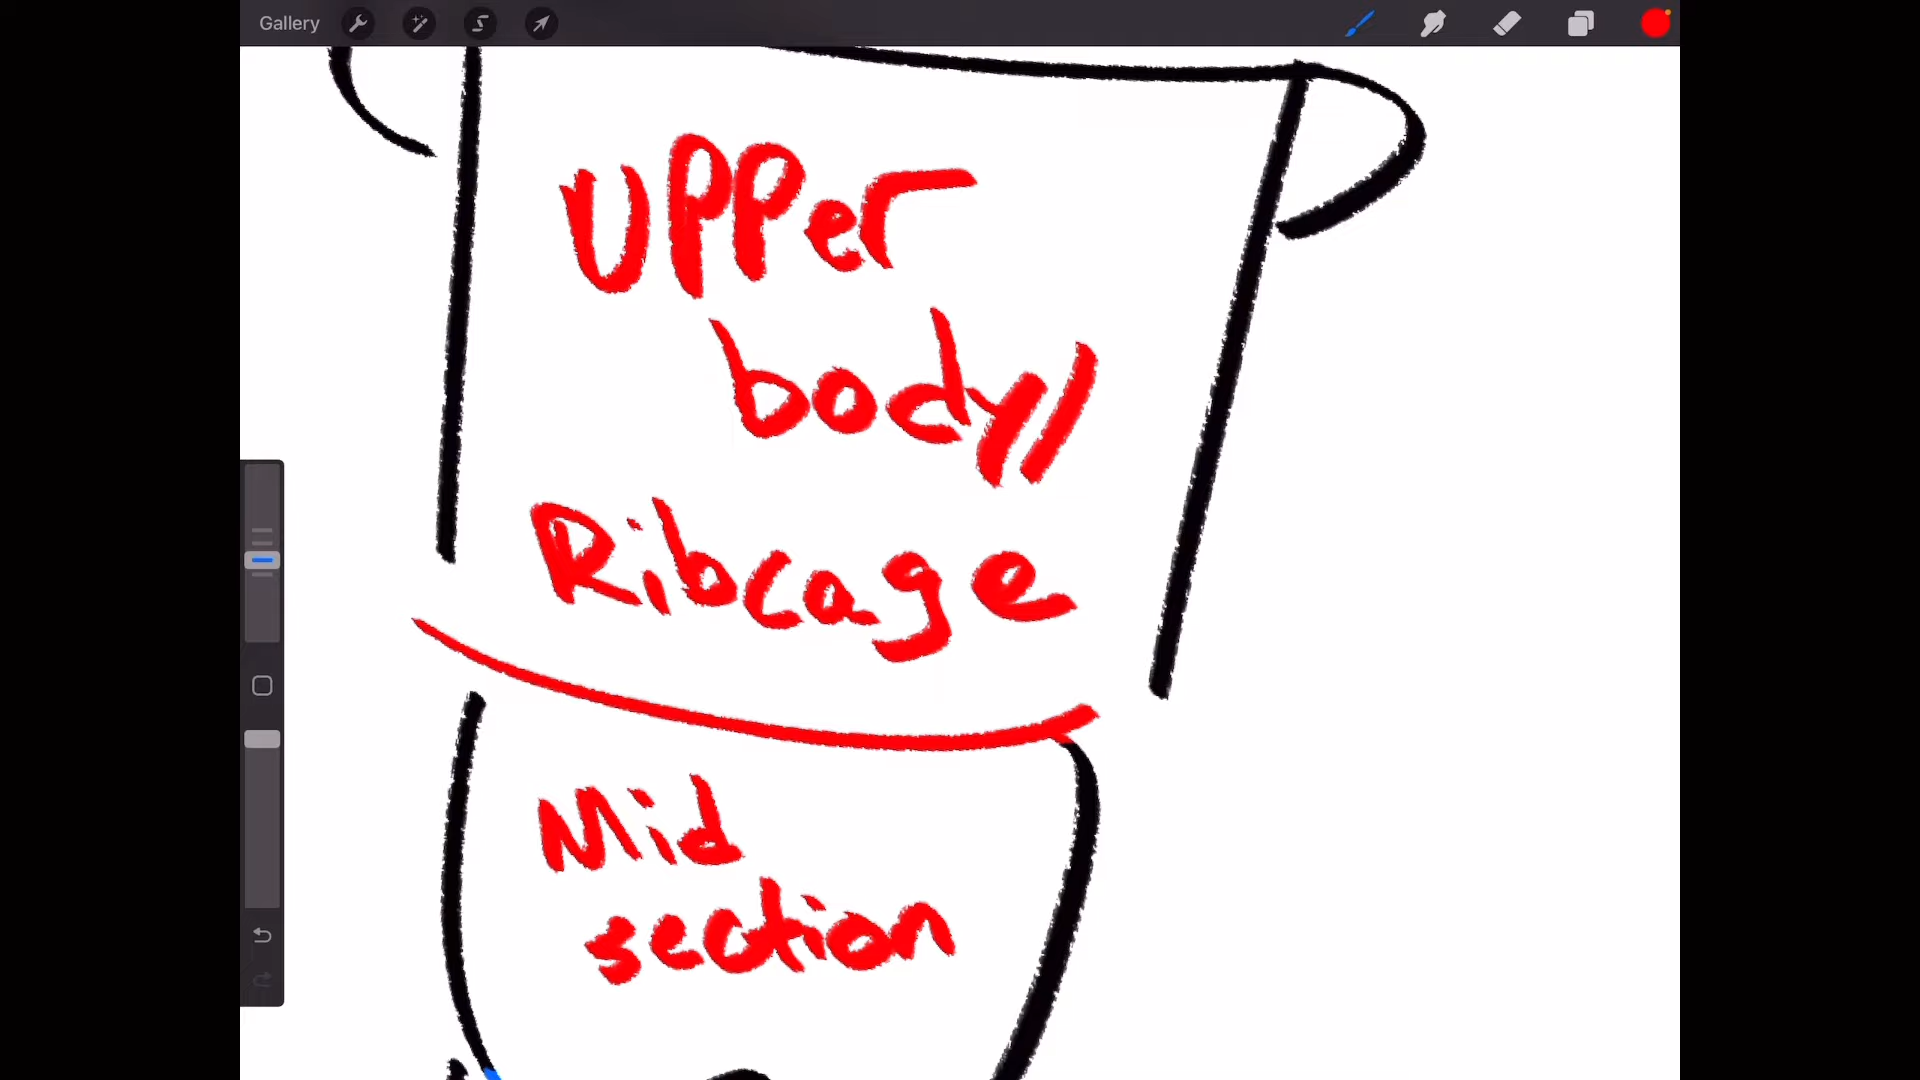 Gallery
Upper
body/
Ribcage
Mid
section